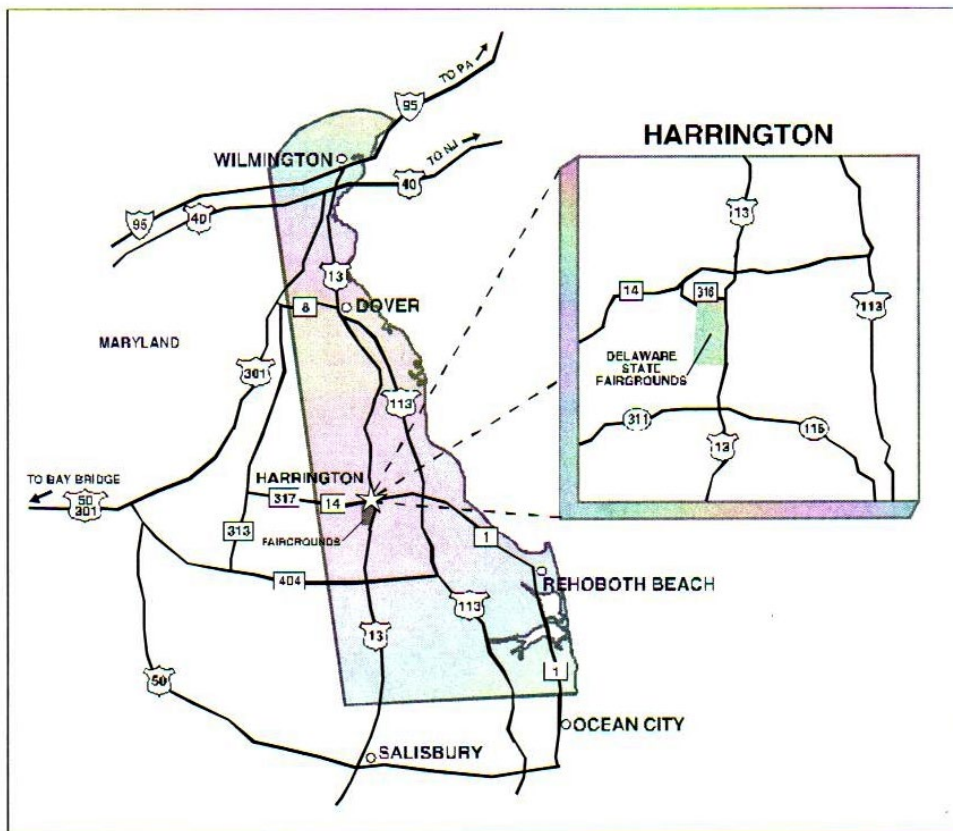 TO PA
95
WILMINGTON
TO NJ
40
95
40
HARRINGTON
13
13
8
DOVER
14
316
113
MARYLAND
301
DELAWARE
STATE
FAIRGROUNDS
113
311
115
13
TO BAY BRIDGE
50
301
HARRINGTON
317
14
FAIRGROUNDS
313
1
404
REHOBOTH BEACH
113
13
50
1
OCEAN CITY
SALISBURY